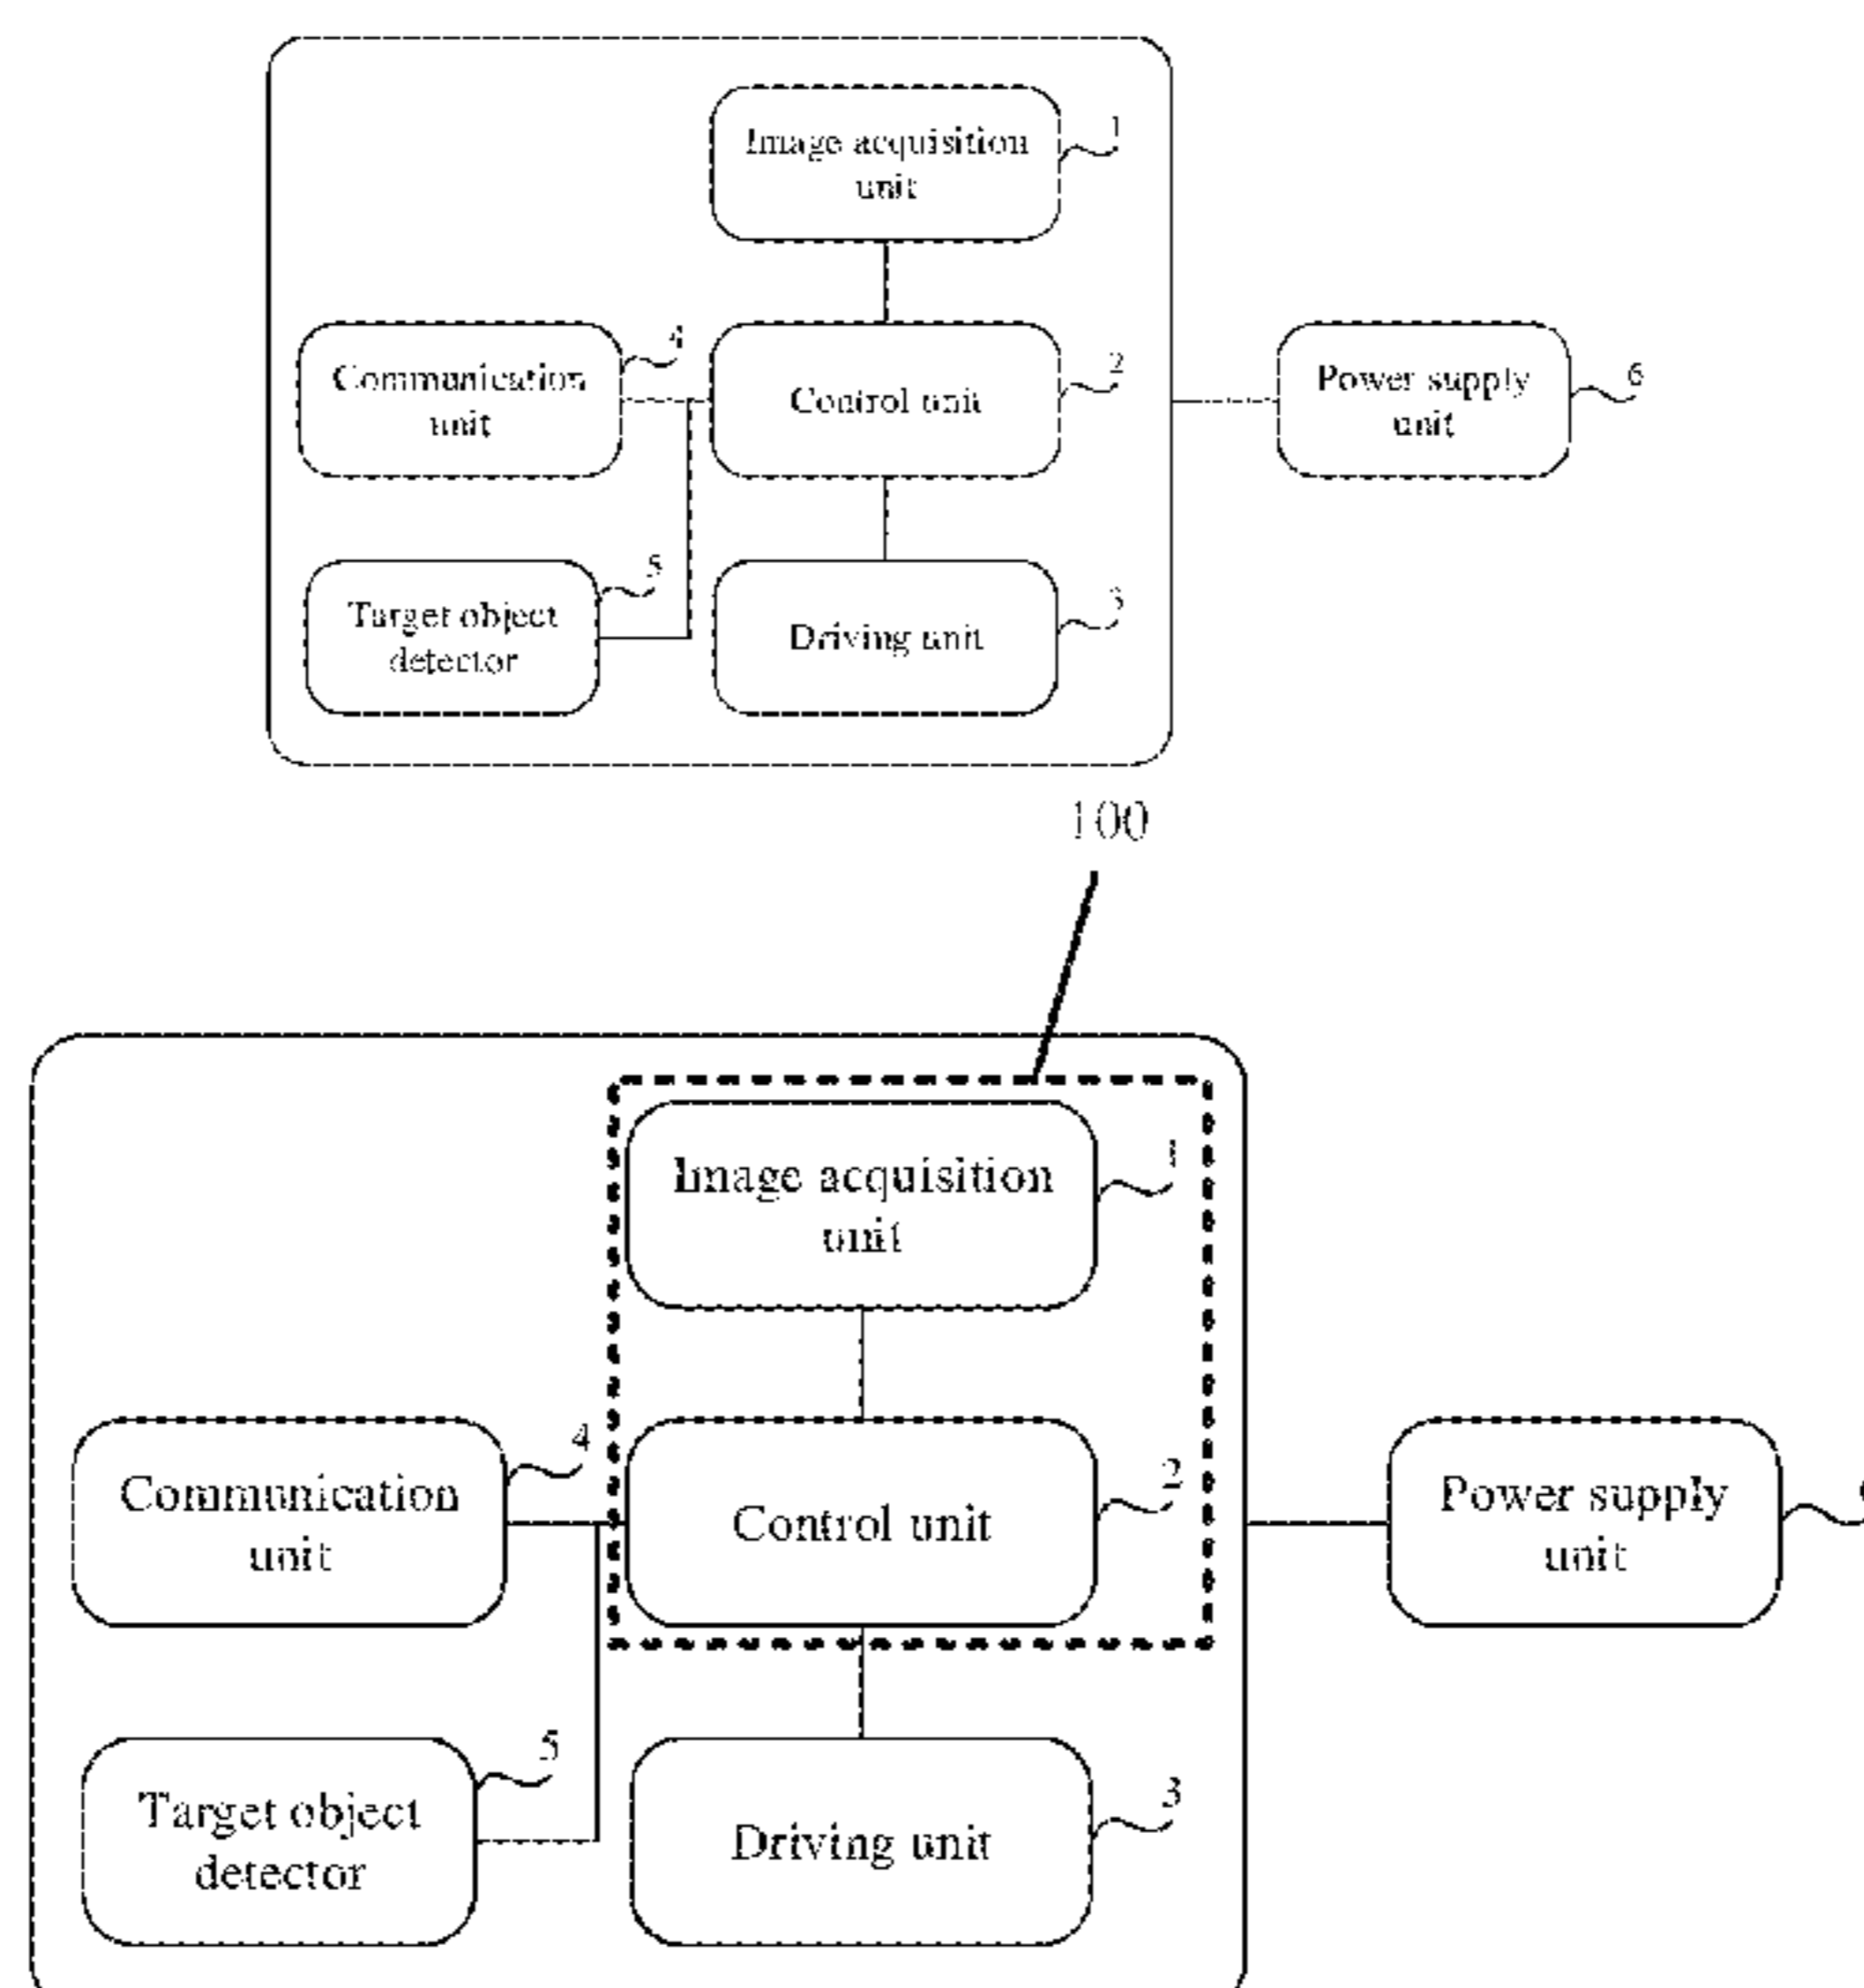 Image acquisition
unit
1
Communication
unit
4
Control unit
2
Power supply
unit
6
Target object
detector
5
Driving unit
3
100
Image acquisition
unit
1
Communication
unit
4
Control unit
2
Power supply
unit
Target object
detector
5
Driving unit
3